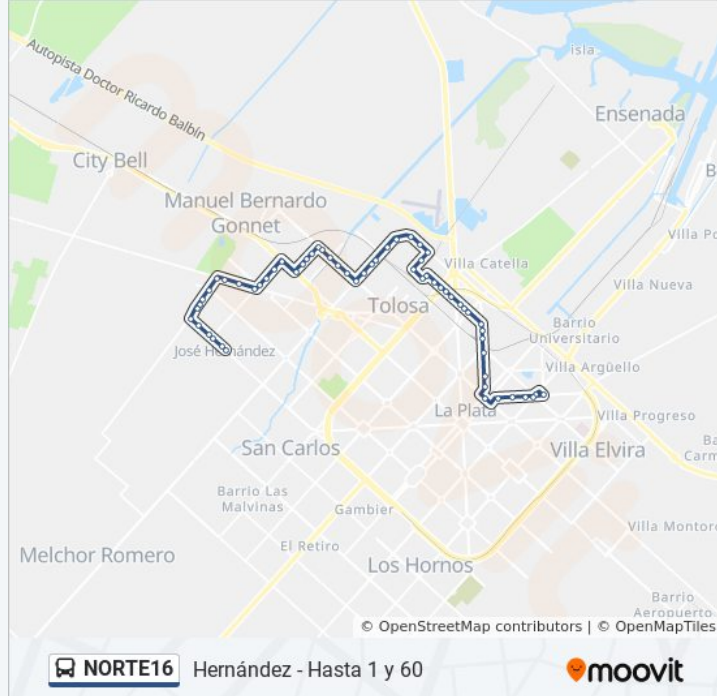 isla
Autopista Doctor Ricardo Balbín
Ensenada
City Bell
Manuel Bernardo
Gonnet
Villa Po
Villa Catella
Villa Nueva
Tolosa
Barrio
Universitario
José Hernández
Villa Argüello
La Plata
Villa Progreso
Ba
Carm
San Carlos
Villa Elvira
Barrio Las
Malvinas
Gambier
Villa Montoro
El Retiro
Melchor Romero
Los Hornos
Barrio
Aeropuerto
© OpenStreetMap contributors | © OpenMapTiles
NORTE16 Hernández - Hasta 1 y 60 moovit